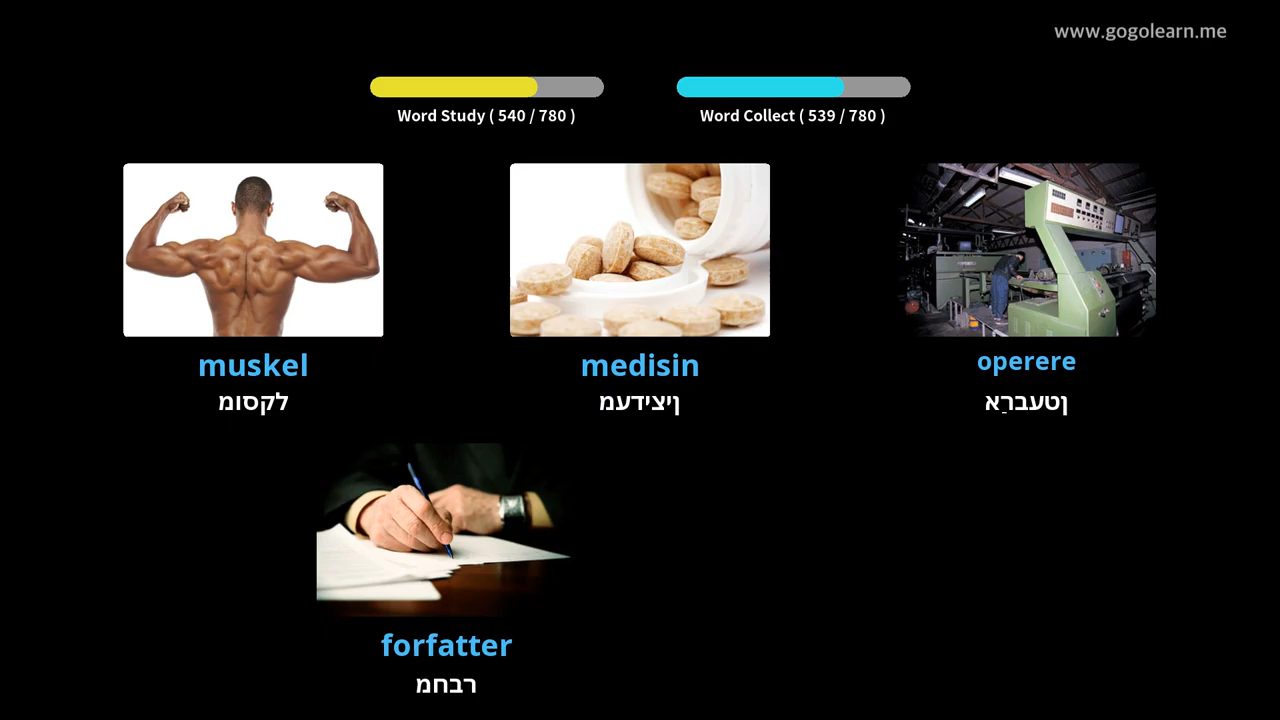 www.gogolearn.me
Word Study ( 540 / 780 )
Word Collect ( 539 / 780 )
muskel
מוסקל
medisin
מעדיצין
operere
אַרבעטן
forfatter
מחבר